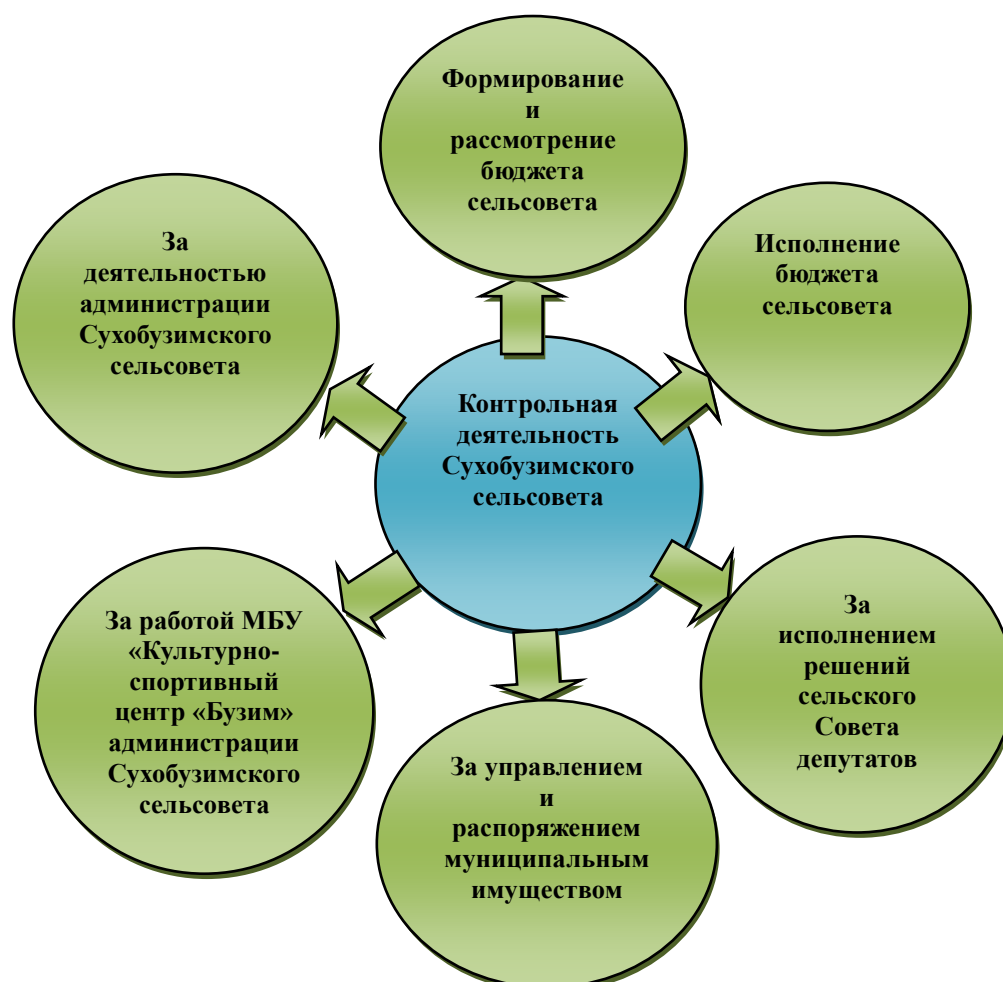 Формирование
и
рассмотрение
бюджета
сельсовета
За
деятельностью
администрации
Сухобузимского
сельсовета
Исполнение
бюджета
сельсовета
Контрольная
деятельность
Сухобузимского
сельсовета
За работой МБУ
«Культурно-
спортивный
центр «Бузим»
администрации
Сухобузимского
сельсовета
За
исполнением
решений
сельского
Совета
депутатов
За управлением
и
распоряжением
муниципальным
имуществом